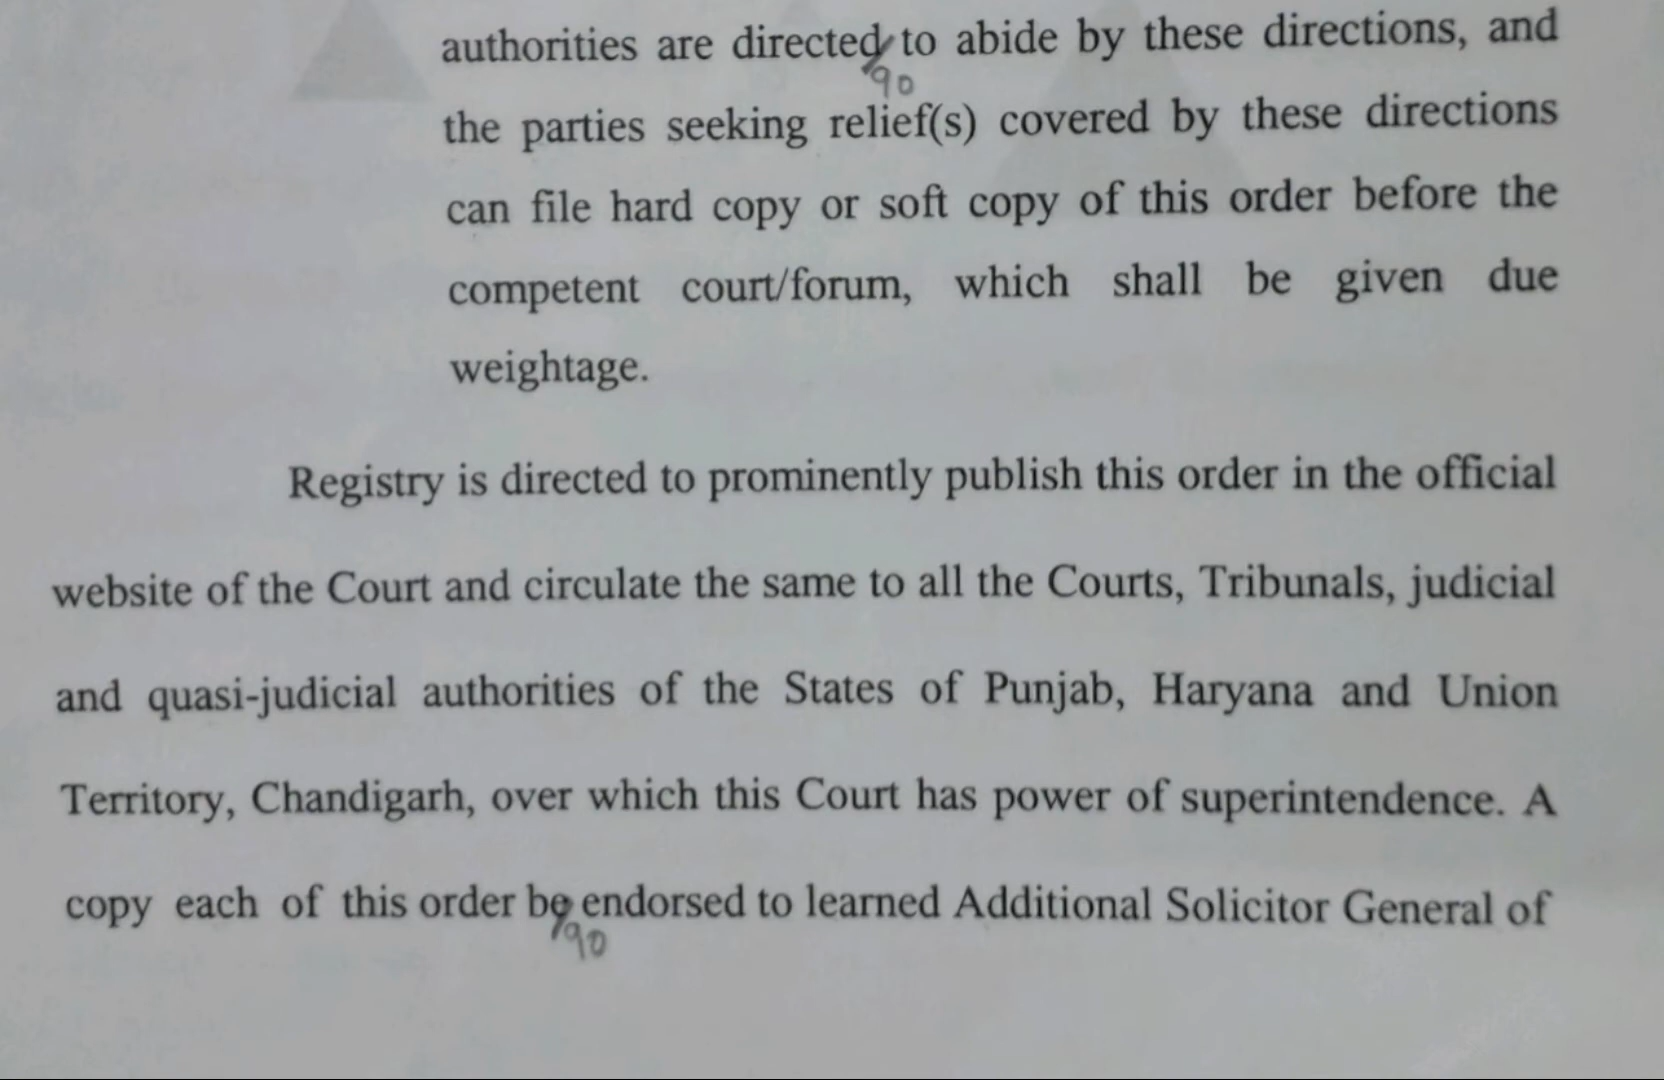 authorities are directed to abide by these directions, and
90
the parties seeking relief(s) covered by these directions
can file hard copy or soft copy of this order before the
competent court/forum, which shall be given due
weightage.
Registry is directed to prominently publish this order in the official
website of the Court and circulate the same to all the Courts, Tribunals, judicial
and quasi-judicial authorities of the States of Punjab, Haryana and Union
Territory, Chandigarh, over which this Court has power of superintendence. A
copy each of this order be endorsed to learned Additional Solicitor General of
90